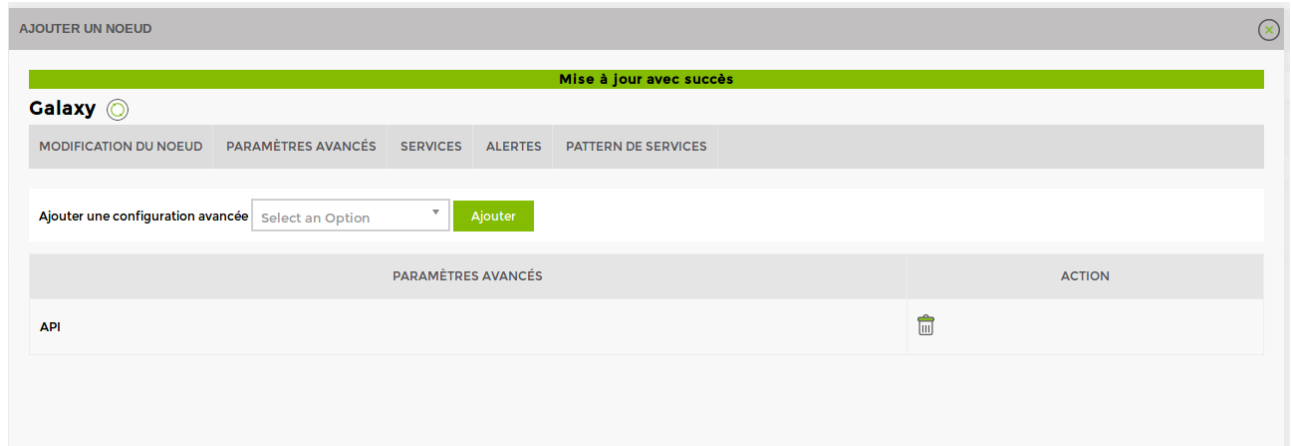 AJOUTER UN NOEUD
Mise à jour avec succès
Galaxy
MODIFICATION DU NOEUD PARAMÈTRES AVANCÉS SERVICES ALERTES PATTERN DE SERVICES
Ajouter une configuration avancée Select an Option Ajouter
PARAMÈTRES AVANCÉS ACTION
API